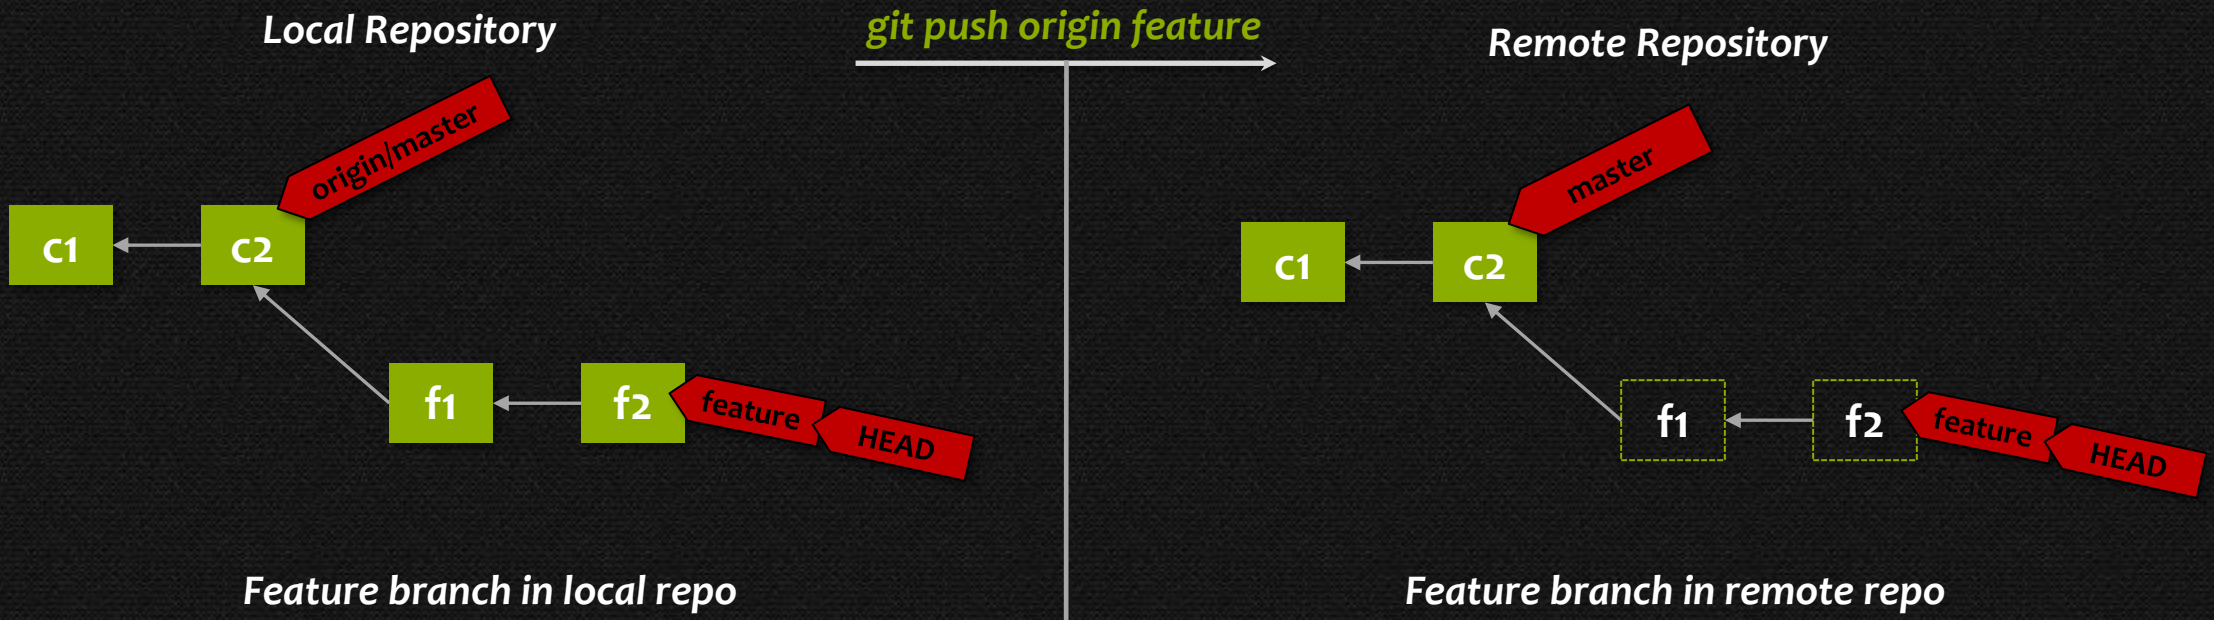 Local Repository
git push origin feature
Remote Repository
origin/master
master
c1
c2
c1
c2
f1
f2
feature
HEAD
f1
f2
feature
HEAD
Feature branch in local repo
Feature branch in remote repo